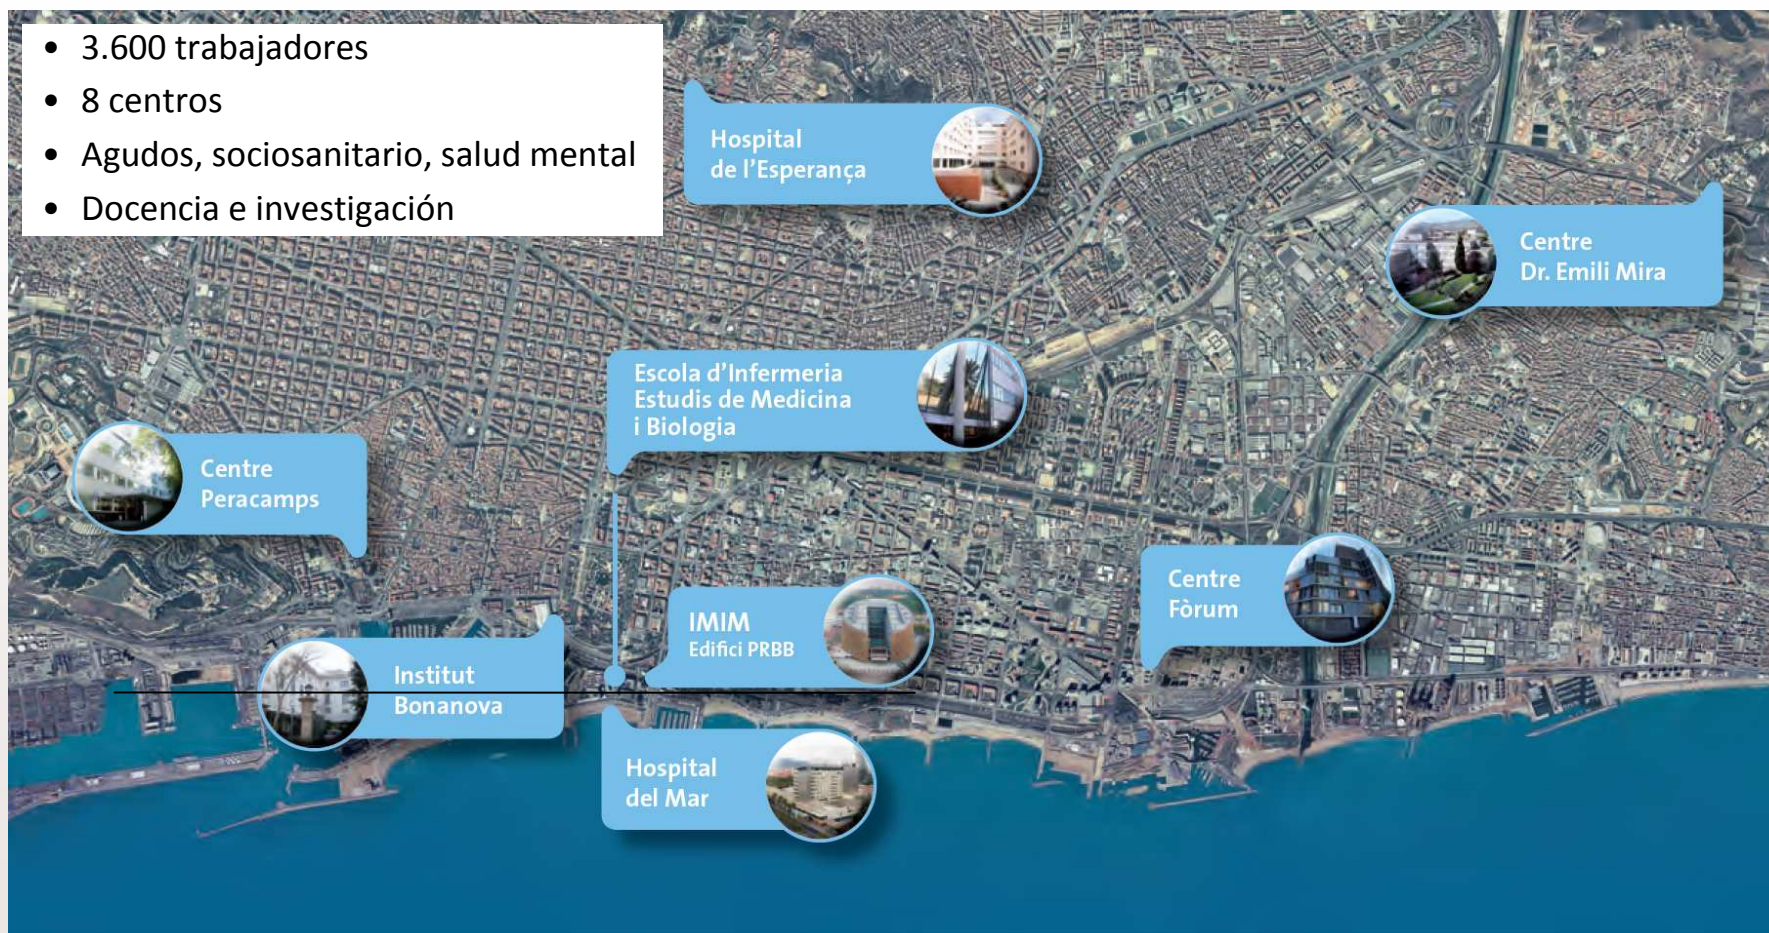 • 3.600 trabajadores
• 8 centros
• Agudos, sociosanitario, salud mental
• Docencia e investigación
Hospital
de l’Esperança
Centre
Dr. Emili Mira
Escola d’Infermeria
Estudis de Medicina
i Biologia
Centre
Peracamps
Centre
Fòrum
IMIM
Edifici PRBB
Institut
Bonanova
Hospital
del Mar